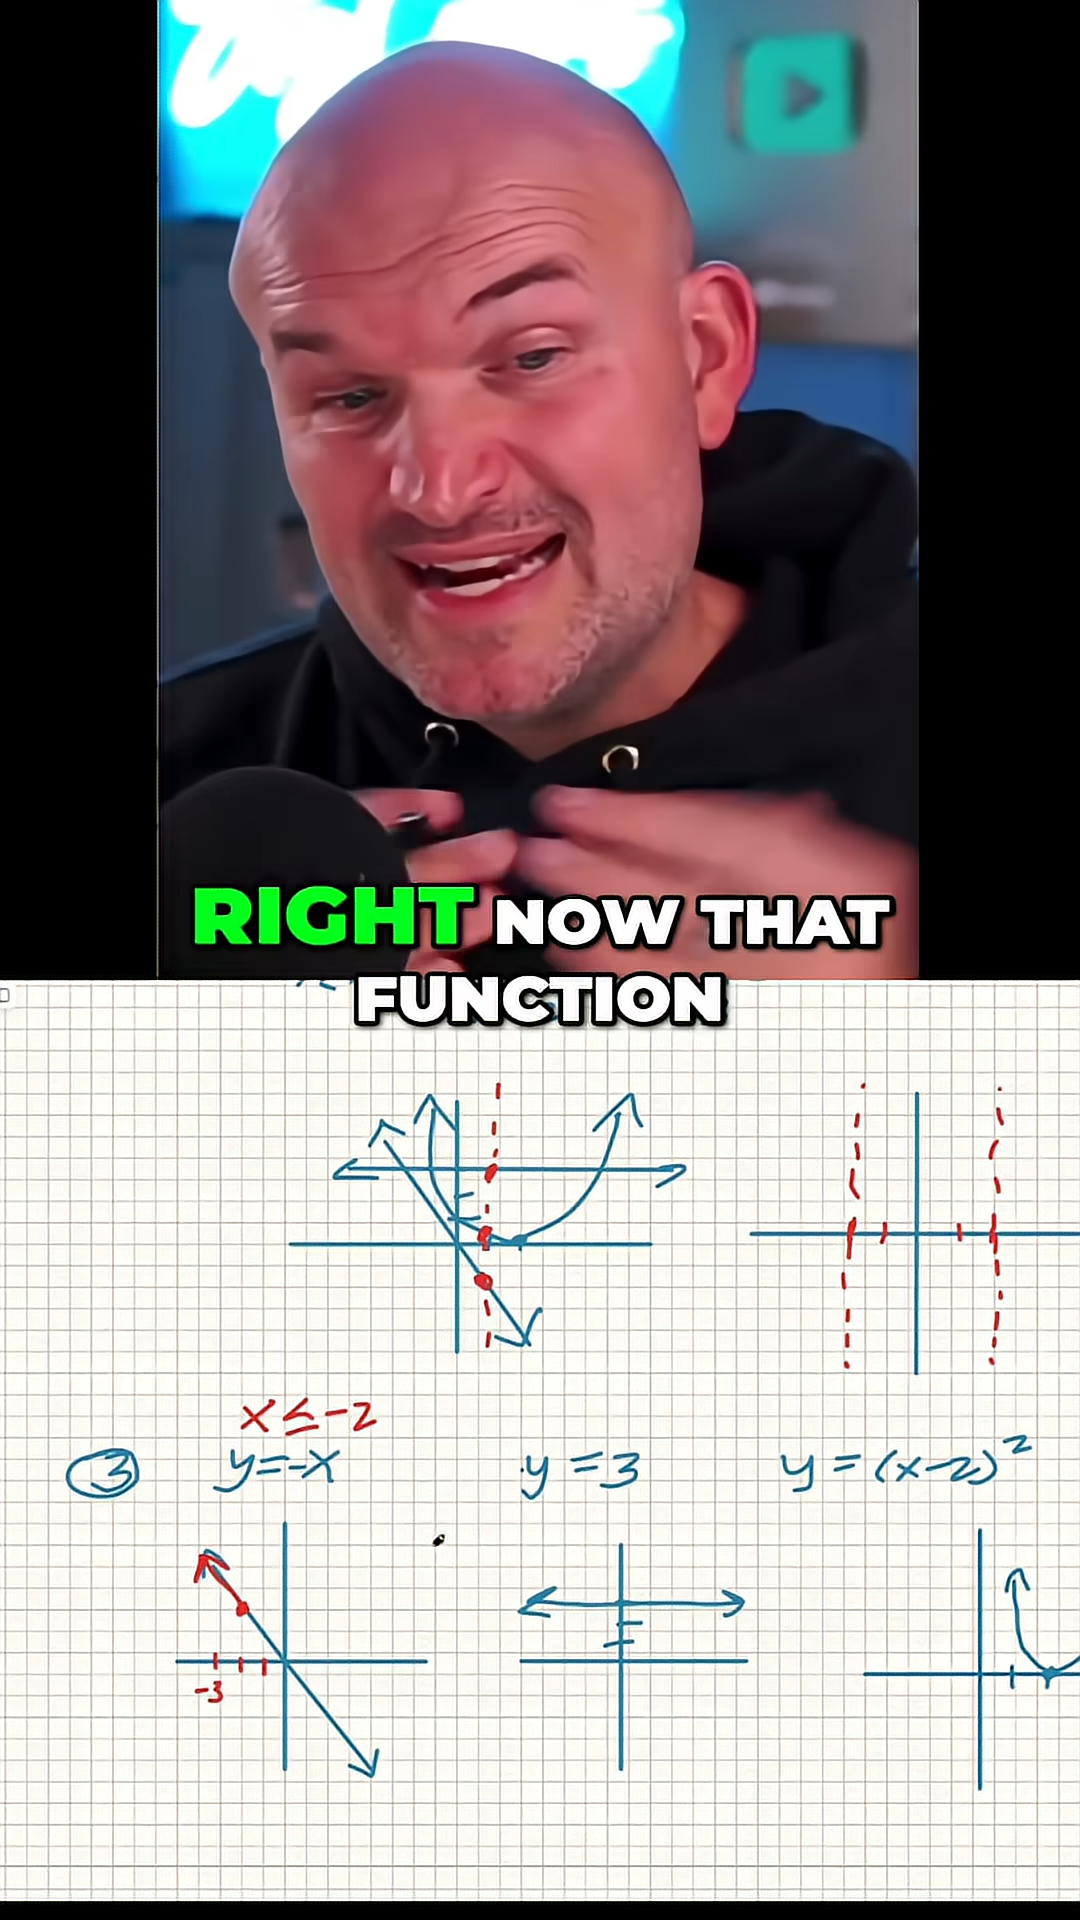 RIGHT NOW THAT
FUNCTION
x ≤ -2
3 y=-x y=3 y=(x-2)²
-3